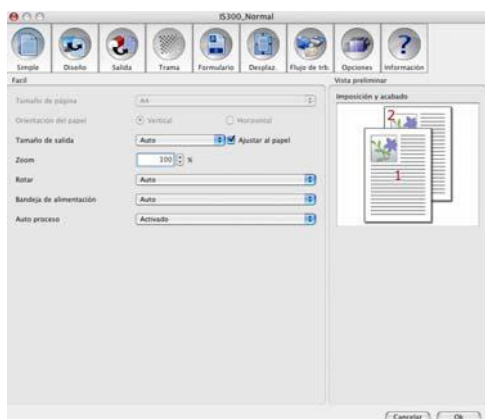 IS300_Normal
Simple Diseño Salida Trama Formulario Desplaz. Flujo de trb. Opciones Información
Facil
Vista preliminar
Tamaño de página A4
Imposición y acabado
Orientación del papel Vertical Horizontal
Tamaño de salida Auto Ajustar al papel
Zoom 100 %
Rotar Auto
Bandeja de alimentación Auto
Auto proceso Activado
2
1
Cancelar Ok